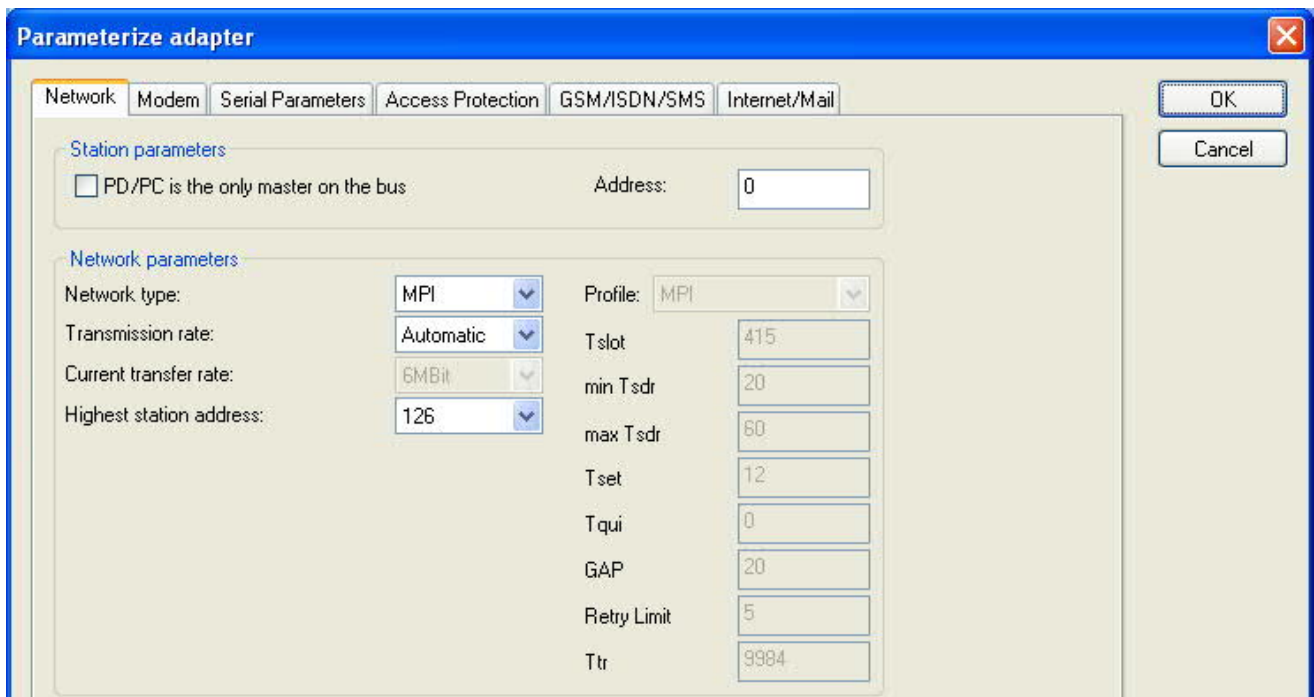 Parameterize adapter
Network Modem Serial Parameters Access Protection GSM/ISDN/SMS Internet/Mail
OK
Cancel
Station parameters
PD/PC is the only master on the bus
Address: 0
Network parameters
Network type: MPI
Transmission rate: Automatic
Current transfer rate: 6MBit
Highest station address: 126
Profile: MPI
Tslot 415
min Tsdr 20
max Tsdr 60
Tset 12
Tqui 0
GAP 20
Retry Limit 5
Ttr 9984